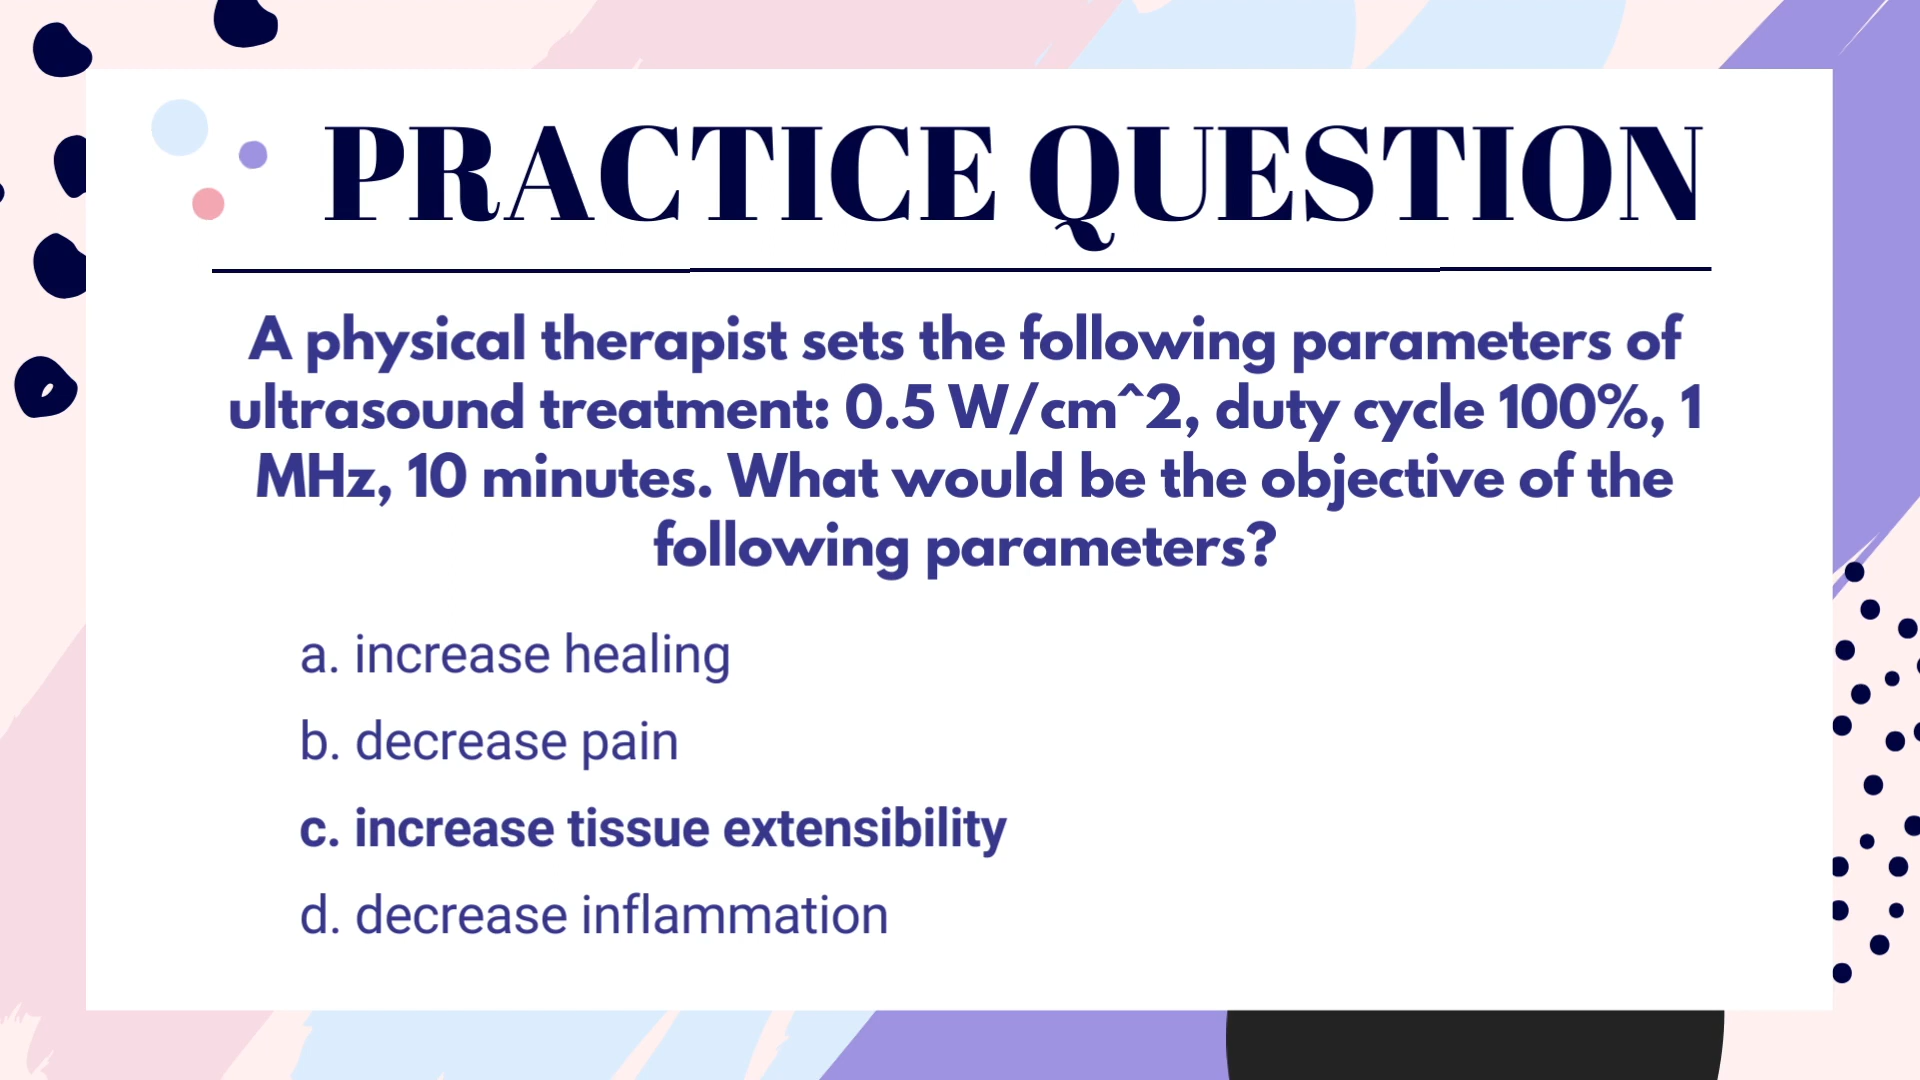 PRACTICE QUESTION
A physical therapist sets the following parameters of
ultrasound treatment: 0.5 W/cm^2, duty cycle 100%, 1
MHz, 10 minutes. What would be the objective of the
following parameters?
a. increase healing
b. decrease pain
c. increase tissue extensibility
d. decrease inflammation